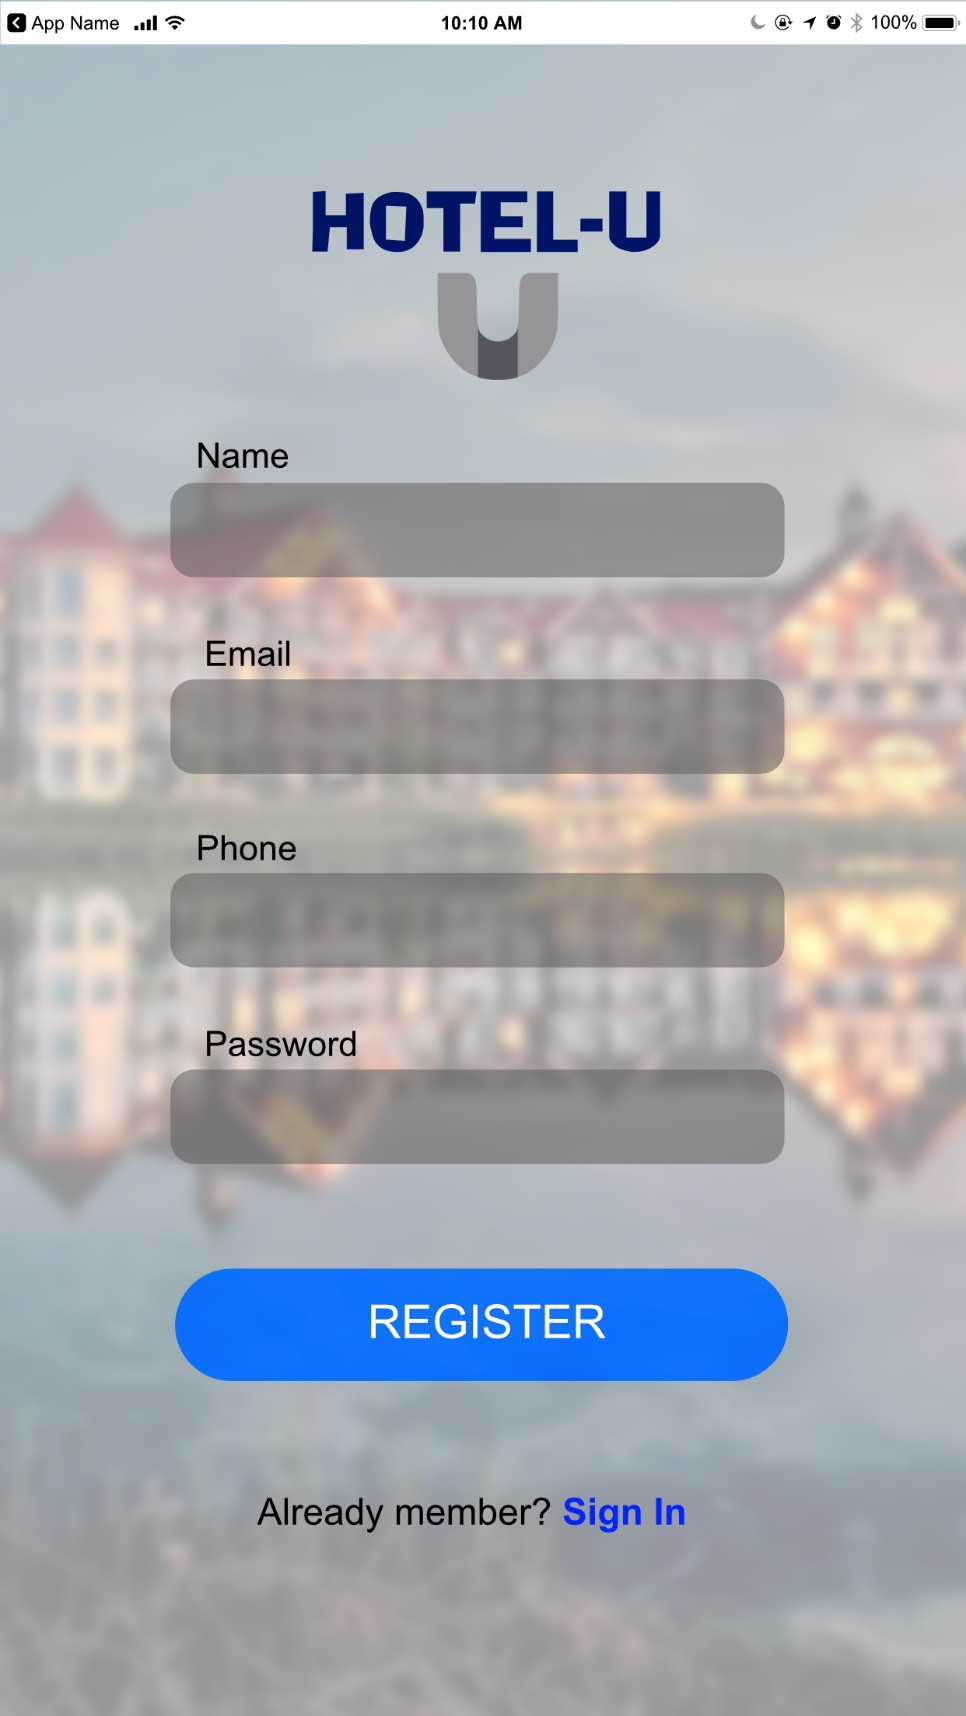 App Name 10:10 AM 100%
HOTEL-U
Name
Email
Phone
Password
REGISTER
Already member? Sign In